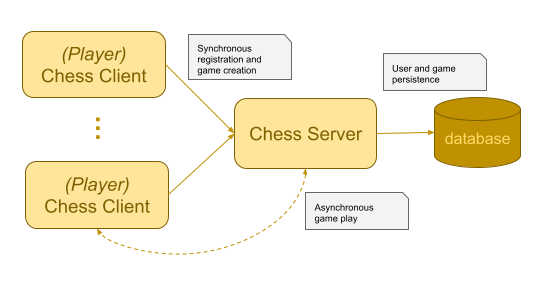 (Player)
Chess Client
Synchronous
registration and
game creation
User and game
persistence
Chess Server
database
(Player)
Chess Client
Asynchronous
game play